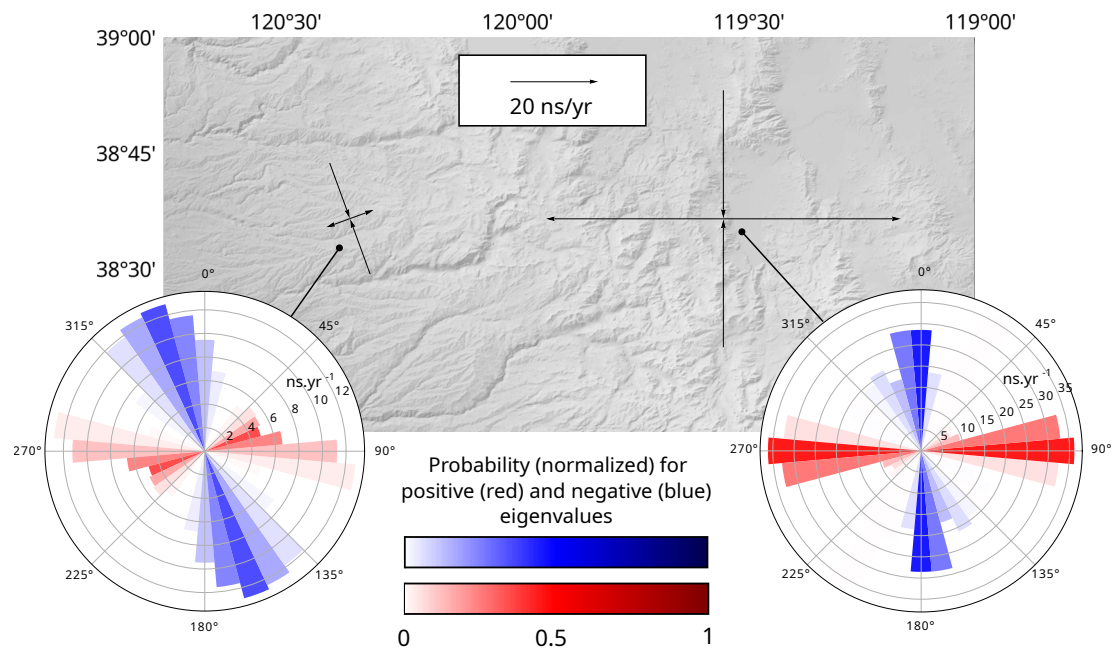 120°30' 120°00' 119°30' 119°00'
39°00'
20 ns/yr
38°45'
38°30'
0° 0°
315° 45° 315° 45°
ns.yr -1 12 ns.yr -1 35
2 4 6 8 10 5 10 15 20 25 30
270° 90° 270° 90°
Probability (normalized) for
positive (red) and negative (blue)
eigenvalues
225° 135° 225° 135°
180° 180°
0 0.5 1